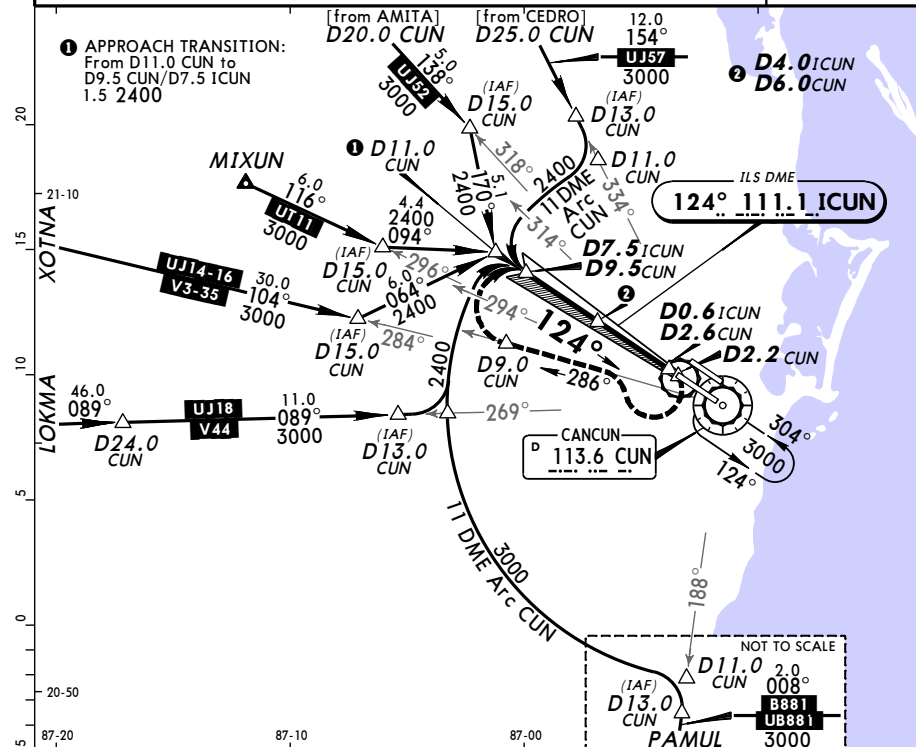 1 APPROACH TRANSITION:
From D11.0 CUN to
D9.5 CUN/D7.5 ICUN
1.5 2400
[from AMITA]
D20.0 CUN
[from CEDRO]
D25.0 CUN
12.0
154°
UJ57
3000
2 D4.0 ICUN
D6.0 CUN
5.0
138°
UJ52
3000
(IAF)
D15.0
CUN
(IAF)
D13.0
CUN
1 D11.0
CUN
318°
5.1
170°
2400
2400
11 DME
Arc
CUN
D11.0
CUN
334°
314°
ILS DME
124° 111.1 ICUN
MIXUN
6.0
116°
UT11
3000
4.4
2400
094°
(IAF)
D15.0
CUN
296°
D7.5 ICUN
D9.5 CUN
2
XOTNA
UJ14-16
V3-35
30.0
104°
3000
6.0
064°
2400
(IAF)
D15.0
CUN
284°
294°
124°
D0.6 ICUN
D2.6 CUN
D2.2 CUN
D9.0
CUN
286°
2400
LOKMA
46.0
089°
D24.0
CUN
UJ18
V44
11.0
089°
3000
(IAF)
D13.0
CUN
269°
CANCUN
D 113.6 CUN
304°
3000
124°
11 DME Arc CUN
3000
188°
NOT TO SCALE
D11.0
CUN
2.0
008°
B881
UB881
3000
(IAF)
D13.0
CUN
PAMUL
20
21-10
15
10
5
0
20-50
5
87-20
87-10
87-00